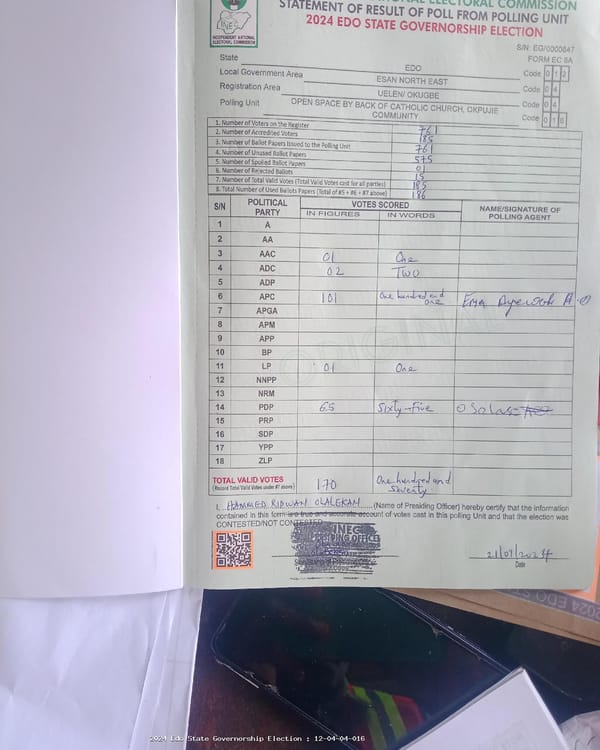 NATIONAL ELECTORAL COMMISSION
STATEMENT OF RESULT OF POLL FROM POLLING UNIT
2024 EDO STATE GOVERNORSHIP ELECTION
INEC
INDEPENDENT NATIONAL
ELECTORAL COMMISSION
S/N: EG/0000847
FORM EC 8A
State EDO Code 0 1 2
Local Government Area ESAN NORTH EAST Code 0 4
Registration Area UELEN/ OKUGBE Code 0 4
Polling Unit OPEN SPACE BY BACK OF CATHOLIC CHURCH, OKPUJIE COMMUNITY Code 0 1 6
1. Number of Voters on the Register 761
2. Number of Accredited Voters 185
3. Number of Ballot Papers Issued to the Polling Unit 761
4. Number of Unused Ballot Papers 575
5. Number of Spoiled Ballot Papers 01
6. Number of Rejected Ballots 15
7. Number of Total Valid Votes (Total Valid Votes cast for all parties) 185
8. Total Number of Used Ballots Papers (Total of #5 + #6 + #7 above) 186
S/N POLITICAL PARTY VOTES SCORED NAME/SIGNATURE OF POLLING AGENT
IN FIGURES IN WORDS
1 A
2 AA
3 AAC 01 One
4 ADC 02 Two
5 ADP
6 APC 101 One hundred and one Ema
7 APGA
8 APM
9 APP
10 BP
11 LP 01 One
12 NNPP
13 NRM
14 PDP 65 Sixty-Five
15 PRP
16 SDP
17 YPP
18 ZLP
TOTAL VALID VOTES 170 One hundred and Seventy
(Record Total Valid Votes under #7 above)
I, HAMMED RIDWAN OLALEKAN (Name of Presiding Officer) hereby certify that the information
contained in this form are true and accurate account of votes cast in this polling Unit and that the election was
CONTESTED/NOT CONTESTED
INEC
21/09/2024
Date
2024 EDO ST
2024 Edo State Governorship Election : 12-04-04-016